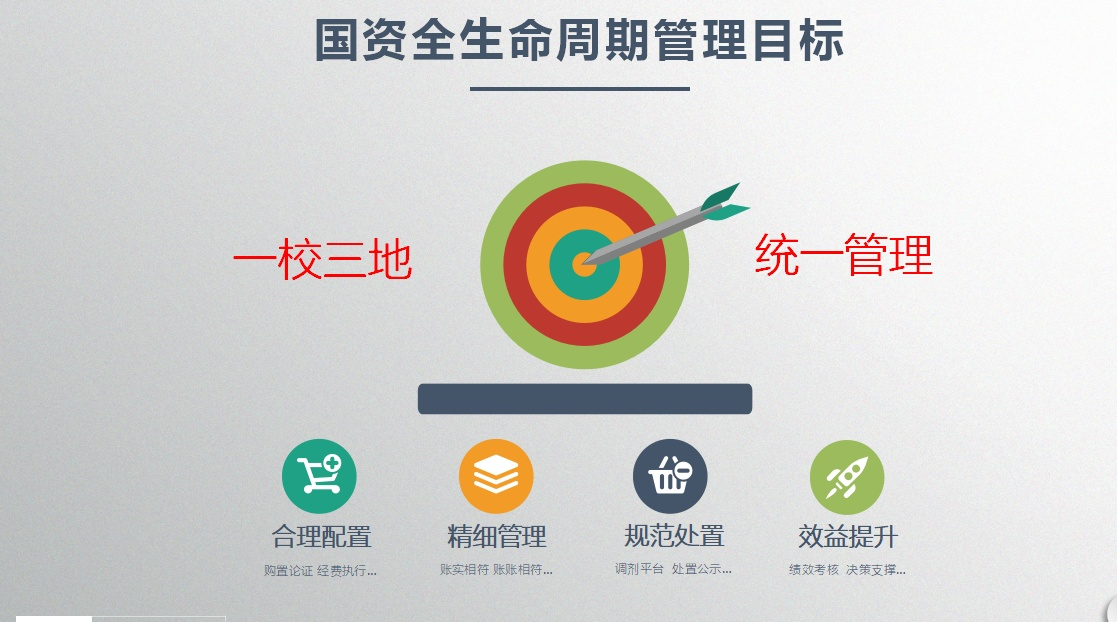 国资全生命周期管理目标
一校三地
统一管理
合理配置
精细管理
规范处置
效益提升
购置论证 经费执行...
账实相符 账账相符...
调剂平台 处置公示...
绩效考核 决策支撑...